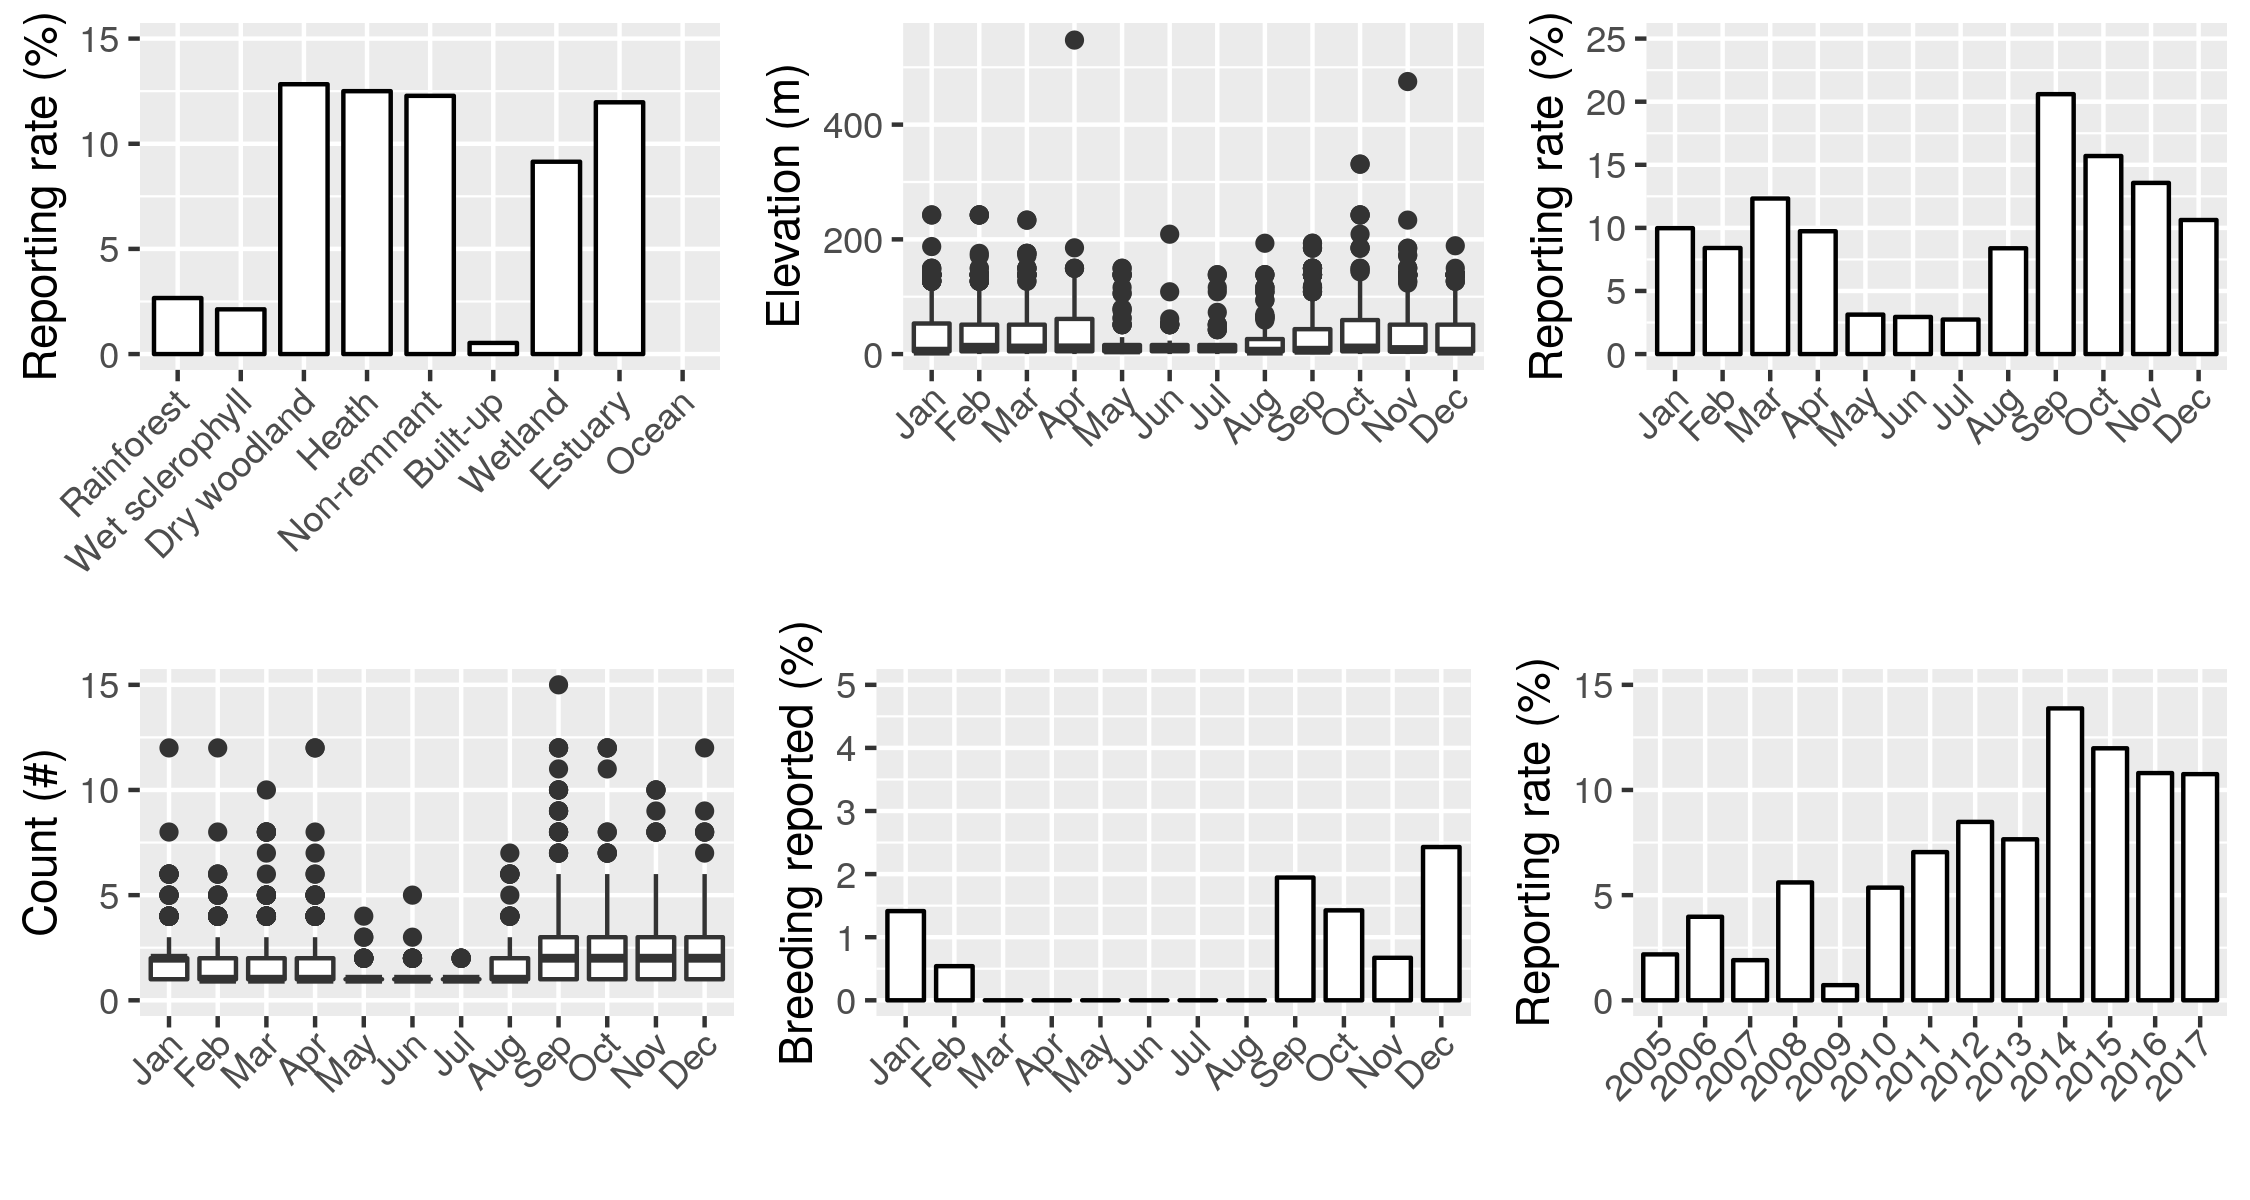 Reporting rate (%)
15
10
5
0
Rainforest
Wet sclerophyll
Dry woodland
Heath
Non-remnant
Built-up
Wetland
Estuary
Ocean
Elevation (m)
400
200
0
Jan
Feb
Mar
Apr
May
Jun
Jul
Aug
Sep
Oct
Nov
Dec
Reporting rate (%)
25
20
15
10
5
0
Jan
Feb
Mar
Apr
May
Jun
Jul
Aug
Sep
Oct
Nov
Dec
Count (#)
15
10
5
0
Jan
Feb
Mar
Apr
May
Jun
Jul
Aug
Sep
Oct
Nov
Dec
Breeding reported (%)
5
4
3
2
1
0
Jan
Feb
Mar
Apr
May
Jun
Jul
Aug
Sep
Oct
Nov
Dec
Reporting rate (%)
15
10
5
0
2005
2006
2007
2008
2009
2010
2011
2012
2013
2014
2015
2016
2017